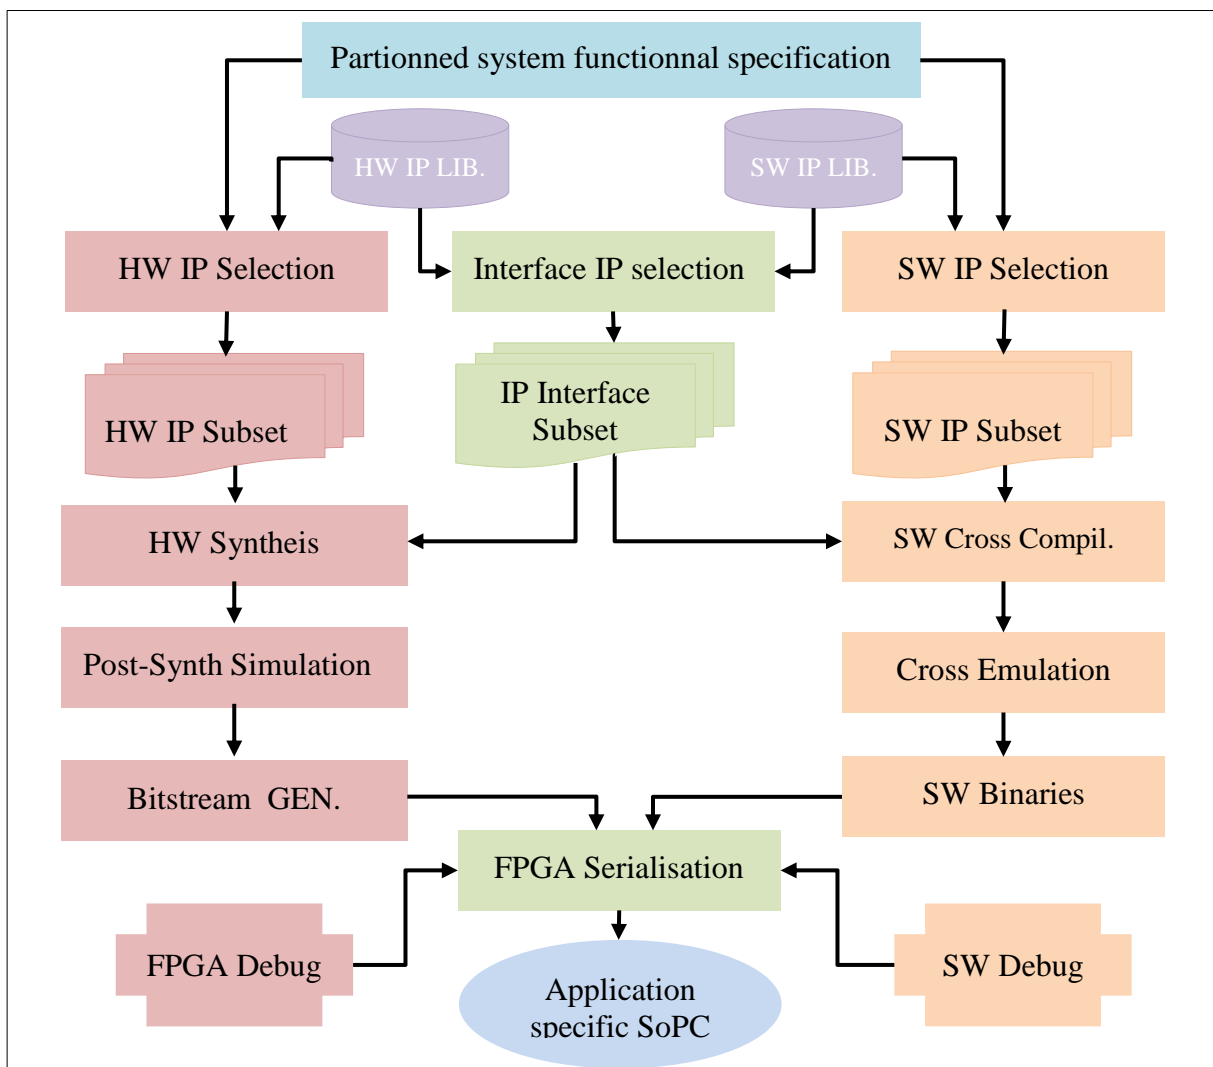 Partionned system functionnal specification
HW IP LIB.
SW IP LIB.
HW IP Selection
Interface IP selection
SW IP Selection
HW IP Subset
IP Interface
Subset
SW IP Subset
HW Syntheis
SW Cross Compil.
Post-Synth Simulation
Cross Emulation
Bitstream GEN.
SW Binaries
FPGA Serialisation
FPGA Debug
SW Debug
Application
specific SoPC